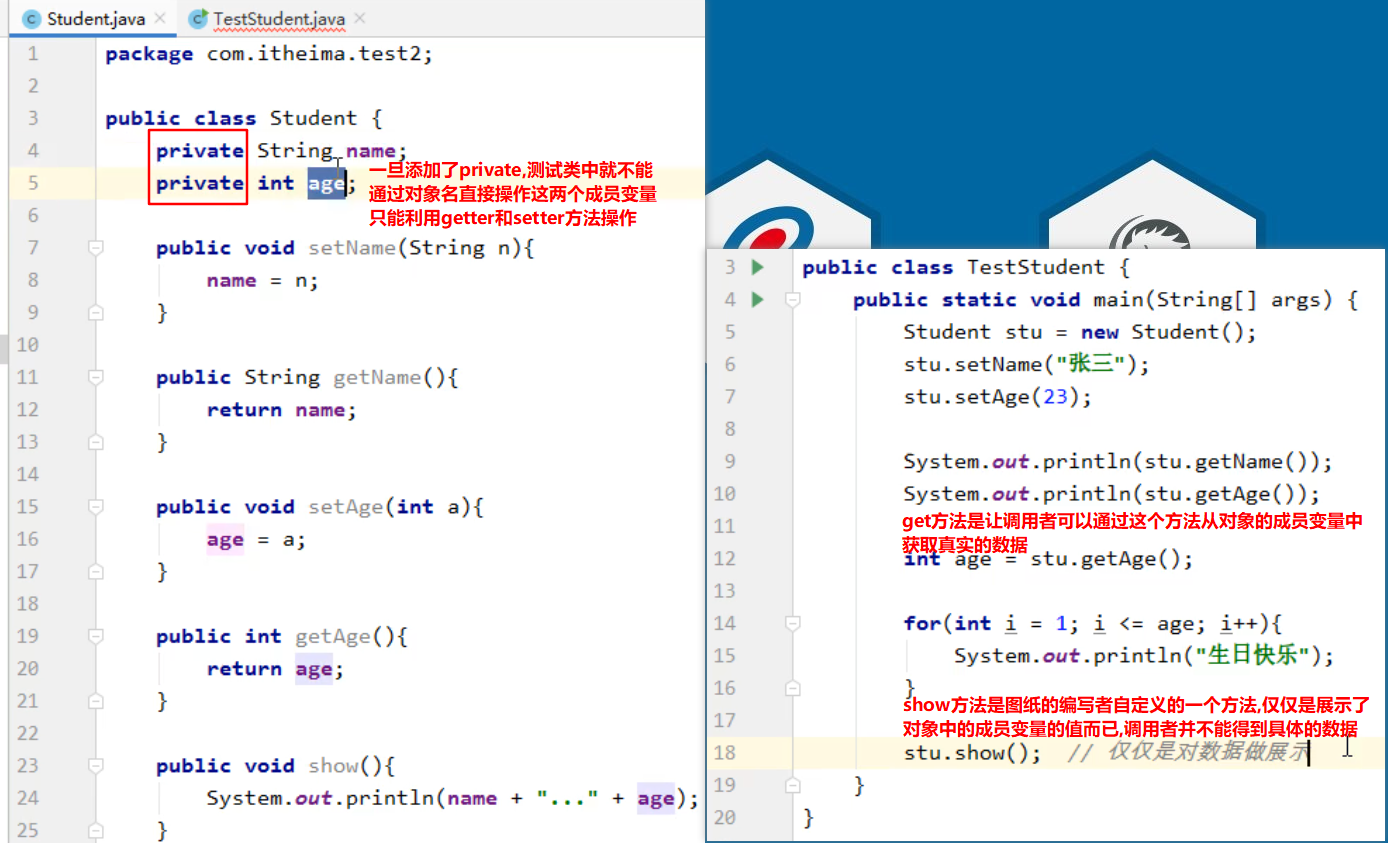 Student.java
TestStudent.java
1 package com.itheima.test2;
2
3 public class Student {
4 private String name;
5 private int age;
一旦添加了private,测试类中就不能
通过对象名直接操作这两个成员变量
只能利用getter和setter方法操作
6
7 public void setName(String n){
8 name = n;
9 }
10
11 public String getName(){
12 return name;
13 }
14
15 public void setAge(int a){
16 age = a;
17 }
18
19 public int getAge(){
20 return age;
21 }
22
23 public void show(){
24 System.out.println(name + "..." + age);
25 }
3 public class TestStudent {
4 public static void main(String[] args) {
5 Student stu = new Student();
6 stu.setName("张三");
7 stu.setAge(23);
8
9 System.out.println(stu.getName());
10 System.out.println(stu.getAge());
11
get方法是让调用者可以通过这个方法从对象的成员变量中
获取真实的数据
12 int age = stu.getAge();
13
14 for(int i = 1; i <= age; i++){
15 System.out.println("生日快乐");
16 }
17
show方法是图纸的编写者自定义的一个方法,仅仅是展示了
对象中的成员变量的值而已,调用者并不能得到具体的数据
18 stu.show(); // 仅仅是对数据做展示
19 }
20 }